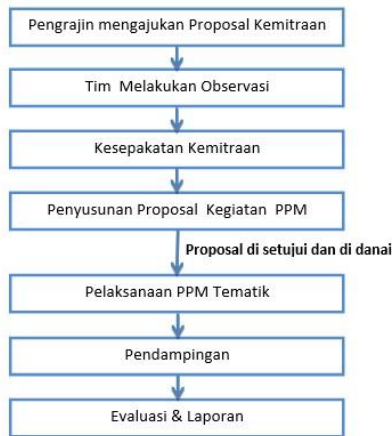 Pengrajin mengajukan Proposal Kemitraan
Tim Melakukan Observasi
Kesepakatan Kemitraan
Penyusunan Proposal Kegiatan PPM
Proposal di setujui dan di danai
Pelaksanaan PPM Tematik
Pendampingan
Evaluasi & Laporan